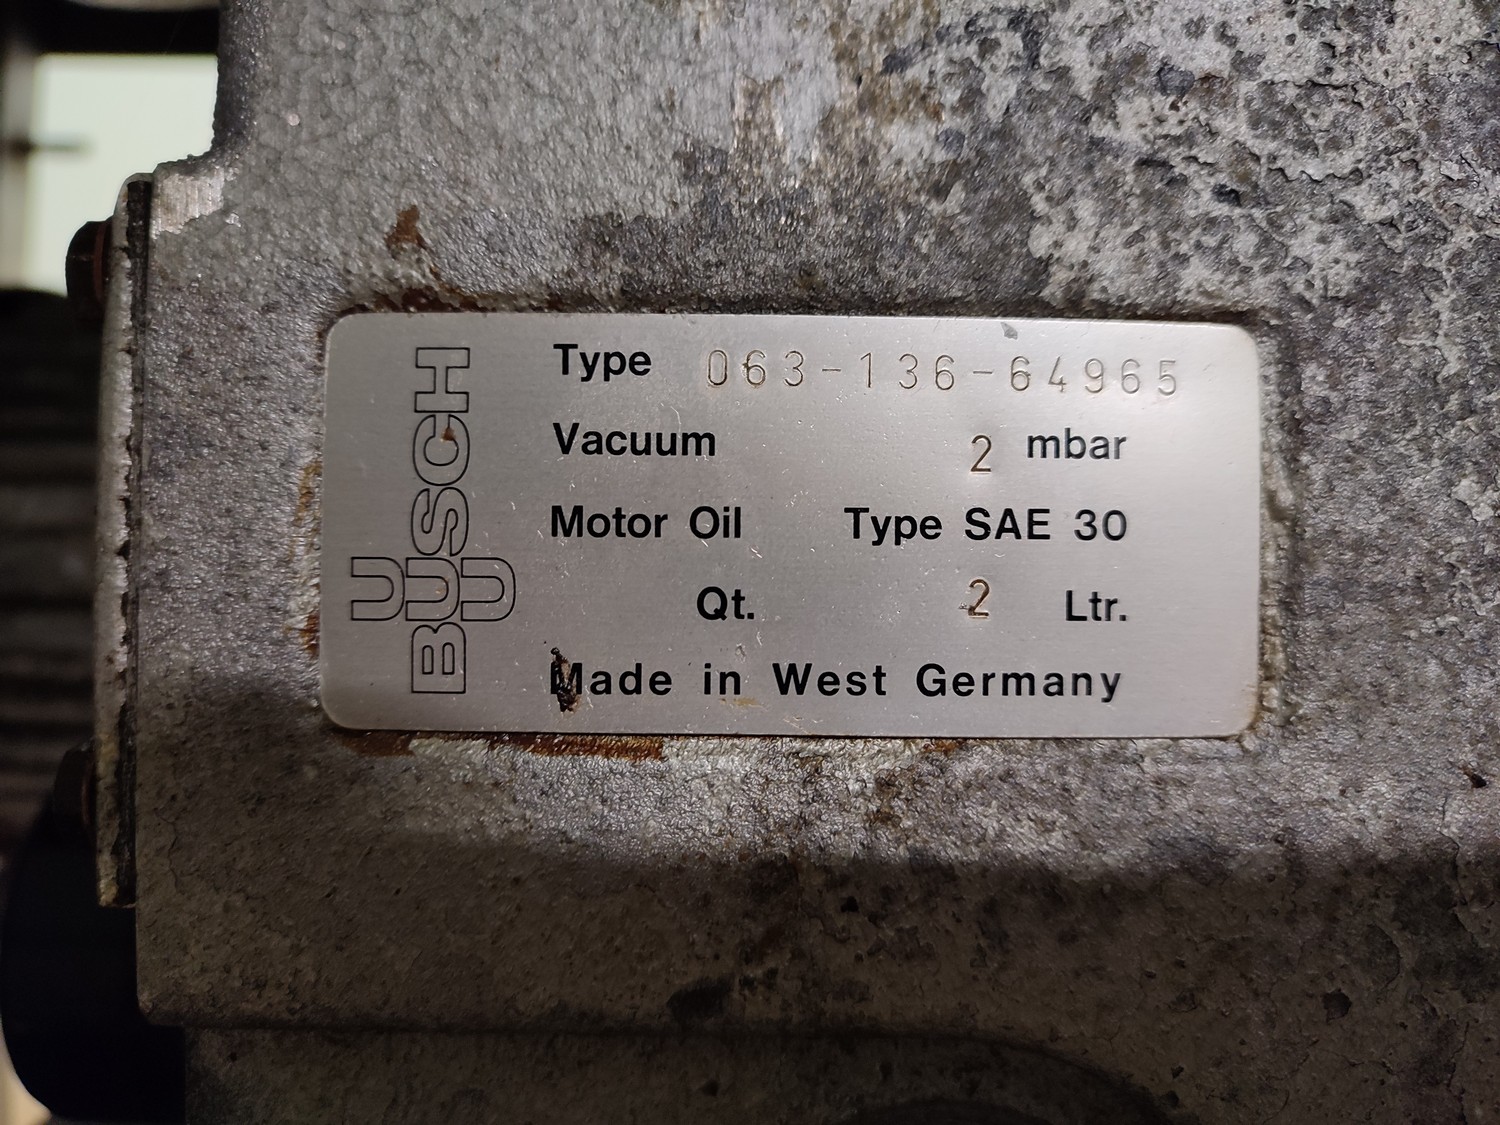 BUSCH
U
U
Type 063-136-64965
Vacuum 2 mbar
Motor Oil Type SAE 30
Qt. 2 Ltr.
Made in West Germany